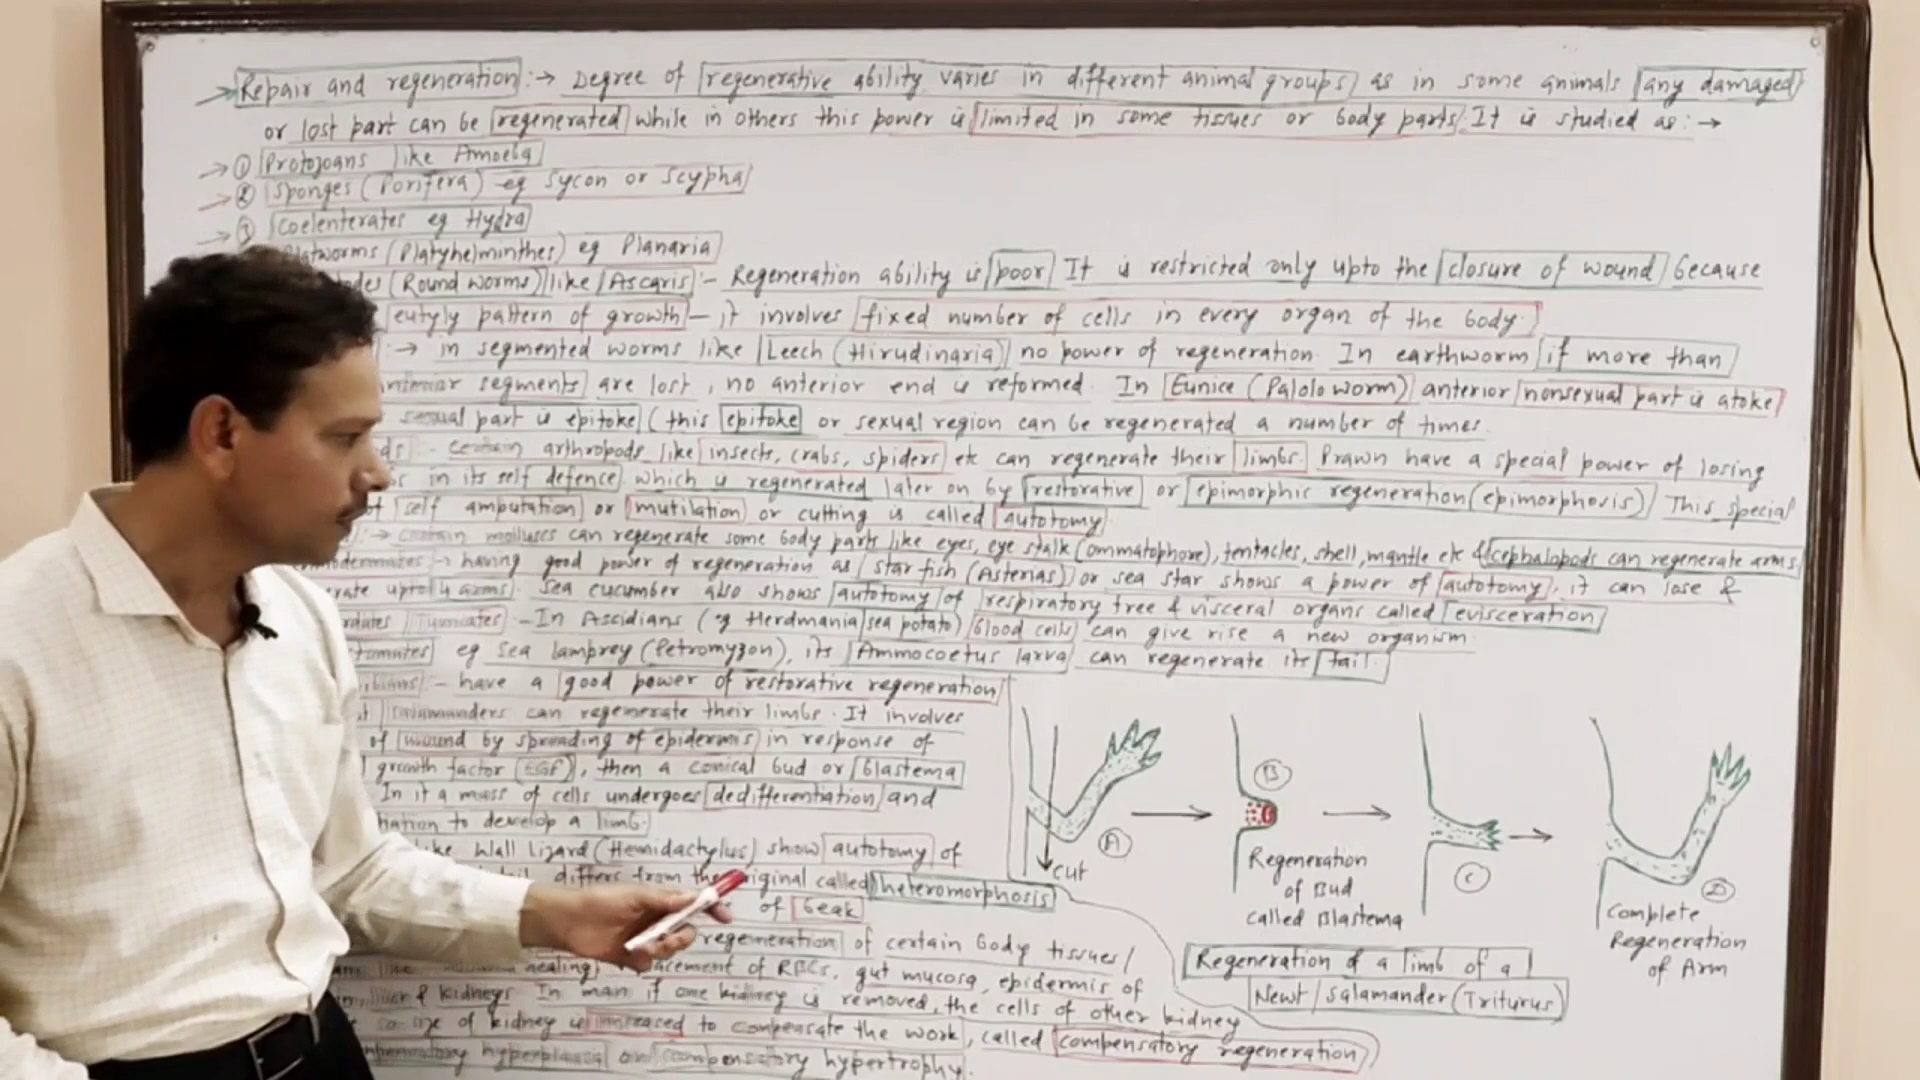 Repair and regeneration :→ Degree of regenerative ability varies in different animal groups as in some animals any damaged
or lost part can be regenerated while in others this power is limited in some tissues or body parts It is studied as :→
① Protozoans like Amoeba
② Sponges (Porifera) eg Sycon or Scypha
③ Coelenterates eg Hydra
(Platyhelminthes) eg Planaria
(Round worms) like Ascaris :- Regeneration ability is poor It is restricted only upto the closure of wound because
eutyly pattern of growth – it involves fixed number of cells in every organ of the body.
:→ in segmented worms like Leech (Hirudinaria) no power of regeneration. In earthworm if more than
segments are lost, no anterior end is reformed. In Eunice (Palolo worm) anterior nonsexual part is atoke
sexual part is epitoke (this epitoke or sexual region can be regenerated a number of times.
- certain arthropods like insects, crabs, spiders etc can regenerate their limbs. Prawn have a special power of losing
in its self defence which is regenerated later on by restorative or epimorphic regeneration (epimorphosis) This special
self amputation or mutilation or cutting is called autotomy
:→ certain molluscs can regenerate some body parts like eyes, eye stalk (ommatophore), tentacles, shell, mantle etc & cephalopods can regenerate arms
:→ having good power of regeneration as star fish (Asterias) or sea star shows a power of autotomy, it can lose &
upto 4 arms. Sea cucumber also shows autotomy of respiratory tree & visceral organs called evisceration
Tunicates - In Ascidians (eg Herdmania sea potato) blood cells can give rise a new organism
eg Sea lamprey (Petromyzon), its Ammocoetus larva can regenerate its tail.
:- have a good power of restorative regeneration
salamanders can regenerate their limbs. It involves
of wound by spreading of epidermis in response of
growth factor (EGF), then a conical bud or blastema
In it a mass of cells undergoes dedifferentiation and
to develop a limb.
like Wall lizard (Hemidactylus) show autotomy of
differs from the original called heteromorphosis
of beak
regeneration of certain body tissues/
of RBCs, gut mucosa, epidermis of
& kidneys In man if one kidney is removed, the cells of other kidney
so size of kidney is increased to compensate the work, called compensatory regeneration
hyperplasia or compensatory hypertrophy.
A
CUT
B
Regeneration
of Bud
called Blastema
C
D
Complete
Regeneration
of Arm
Regeneration of a limb of a
Newt/salamander (Triturus)